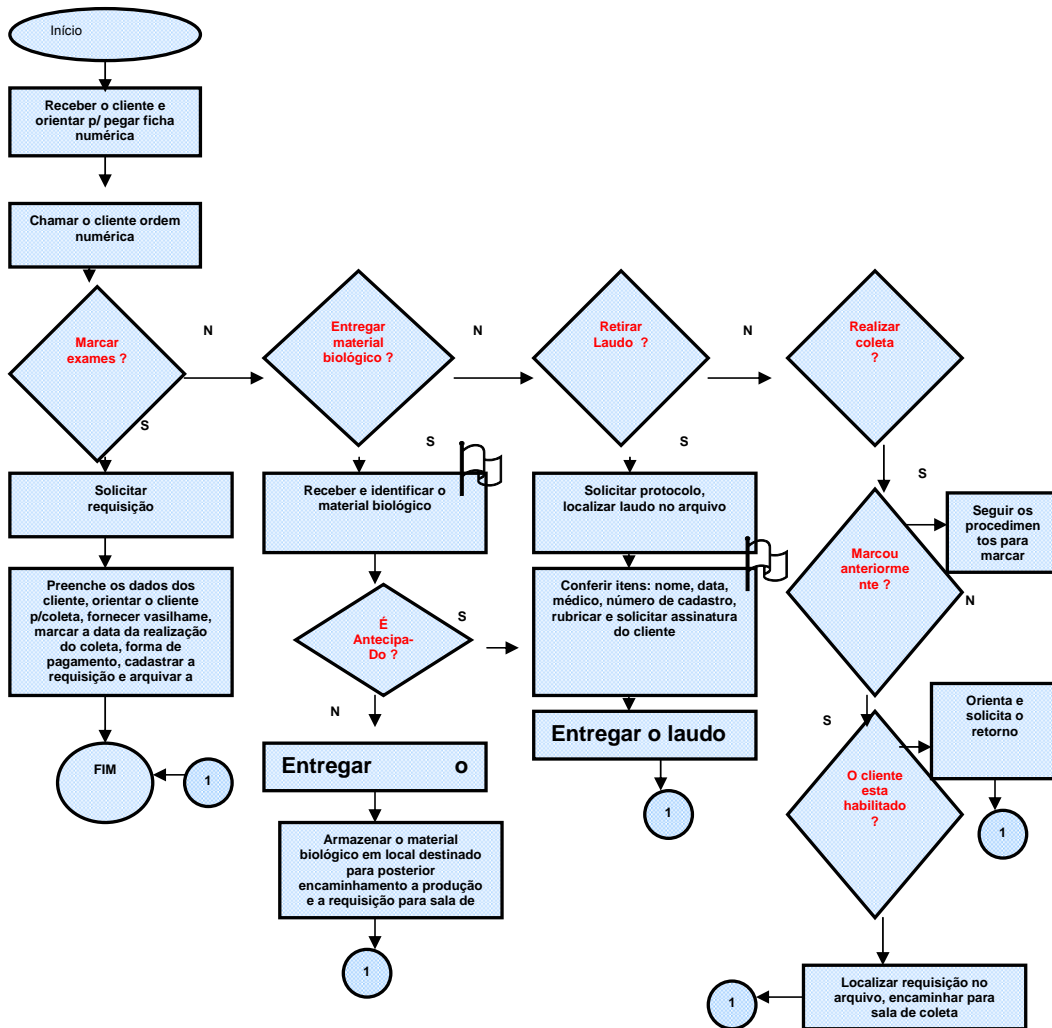 Início
Receber o cliente e
orientar p/ pegar ficha
numérica
Chamar o cliente ordem
numérica
Marcar
exames ?
N
Entregar
material
biológico ?
N
Retirar
Laudo ?
N
Realizar
coleta
?
S
Solicitar
requisição
Preenche os dados dos
cliente, orientar o cliente
p/coleta, fornecer vasilhame,
marcar a data da realização
do coleta, forma de
pagamento, cadastrar a
requisição e arquivar a
FIM
1
S
Receber e identificar o
material biológico
É
Antecipa-
Do ?
S
N
Entregar o
Armazenar o material
biológico em local destinado
para posterior
encaminhamento a produção
e a requisição para sala de
1
S
Solicitar protocolo,
localizar laudo no arquivo
Conferir itens: nome, data,
médico, número de cadastro,
rubricar e solicitar assinatura
do cliente
Entregar o laudo
1
S
Marcou
anteriorme
nte ?
Seguir os
procedimen
tos para
marcar
N
S
O cliente
esta
habilitado
?
Orienta e
solicita o
retorno
1
Localizar requisição no
arquivo, encaminhar para
sala de coleta
1